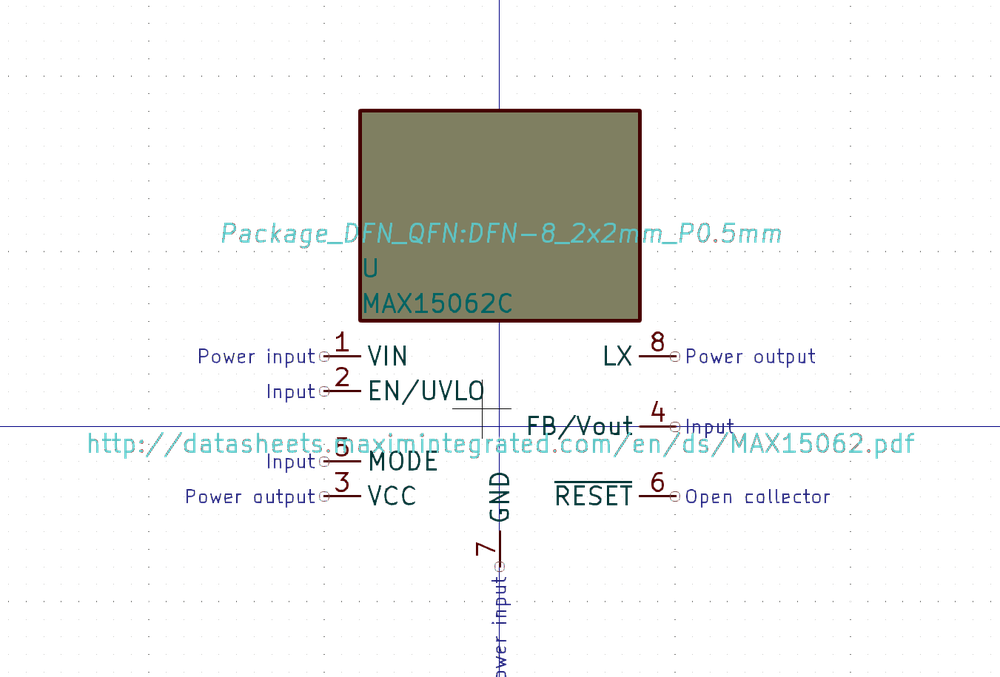 Package_DFN_QFN:DFN-8_2x2mm_P0.5mm
U
MAX15062C
Power input 1 VIN
LX 8 Power output
Input 2 EN/UVLO
FB/Vout 4 Input
http://datasheets.maximintegrated.com/en/ds/MAX15062.pdf
Input 5 MODE
Power output 3 VCC
RESET 6 Open collector
GND
7
ower input